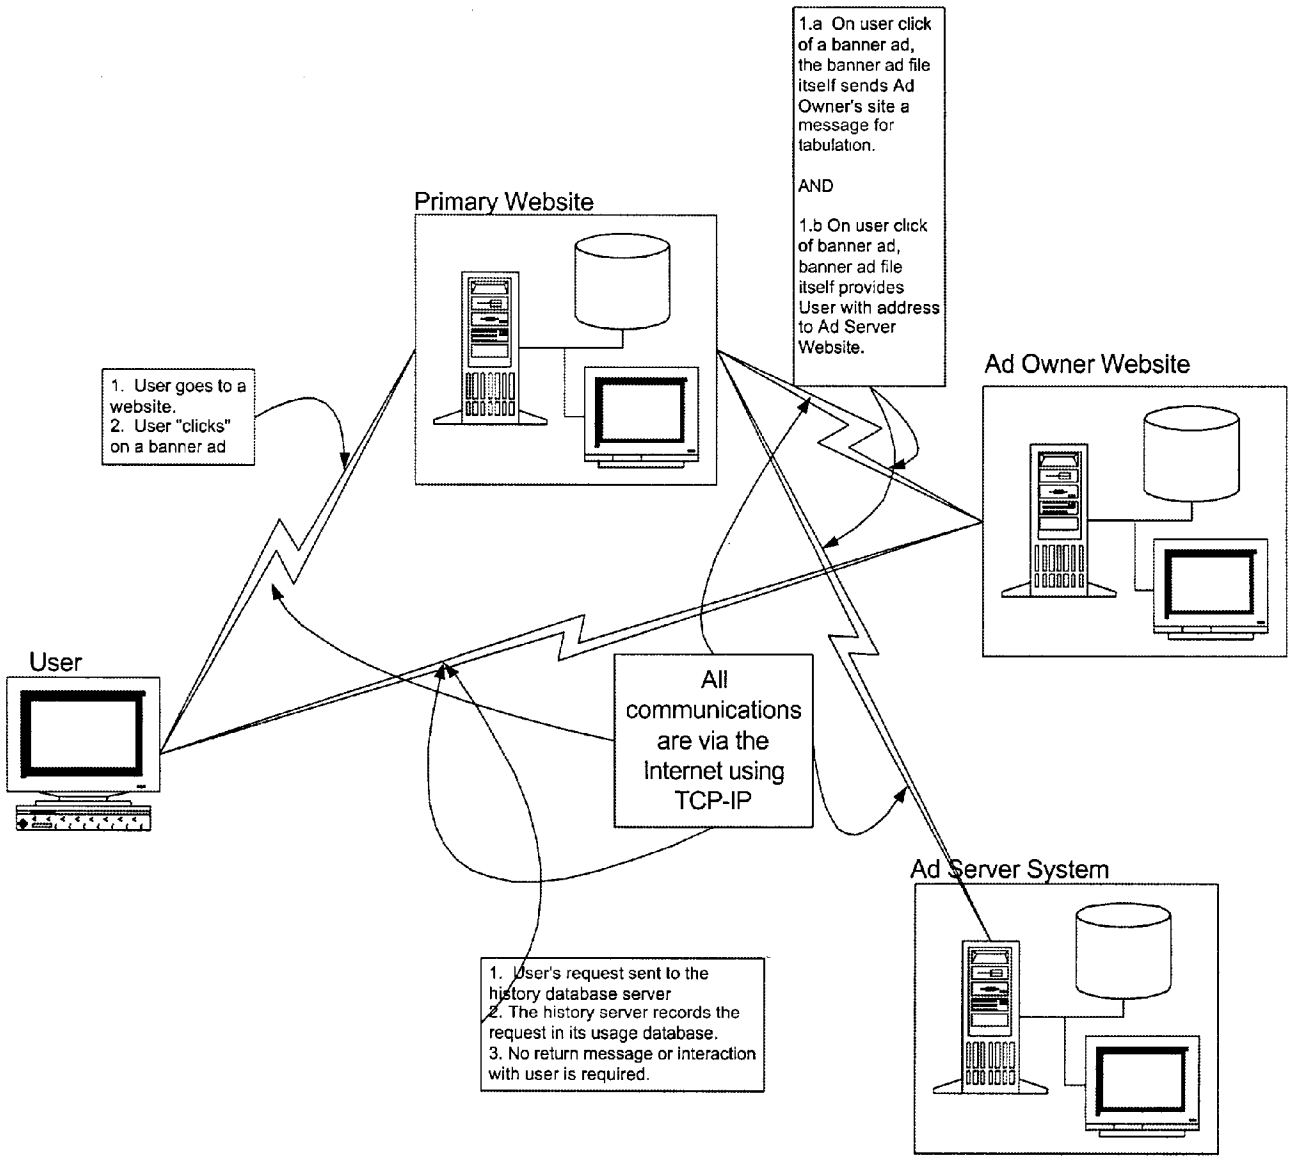 1.a On user click
of a banner ad,
the banner ad file
itself sends Ad
Owner's site a
message for
tabulation.
AND
1.b On user click
of banner ad,
banner ad file
itself provides
User with address
to Ad Server
Website.
Primary Website
Ad Owner Website
1. User goes to a
website.
2. User "clicks"
on a banner ad
User
All
communications
are via the
Internet using
TCP-IP
Ad Server System
1. User's request sent to the
history database server
2. The history server records the
request in its usage database.
3. No return message or interaction
with user is required.